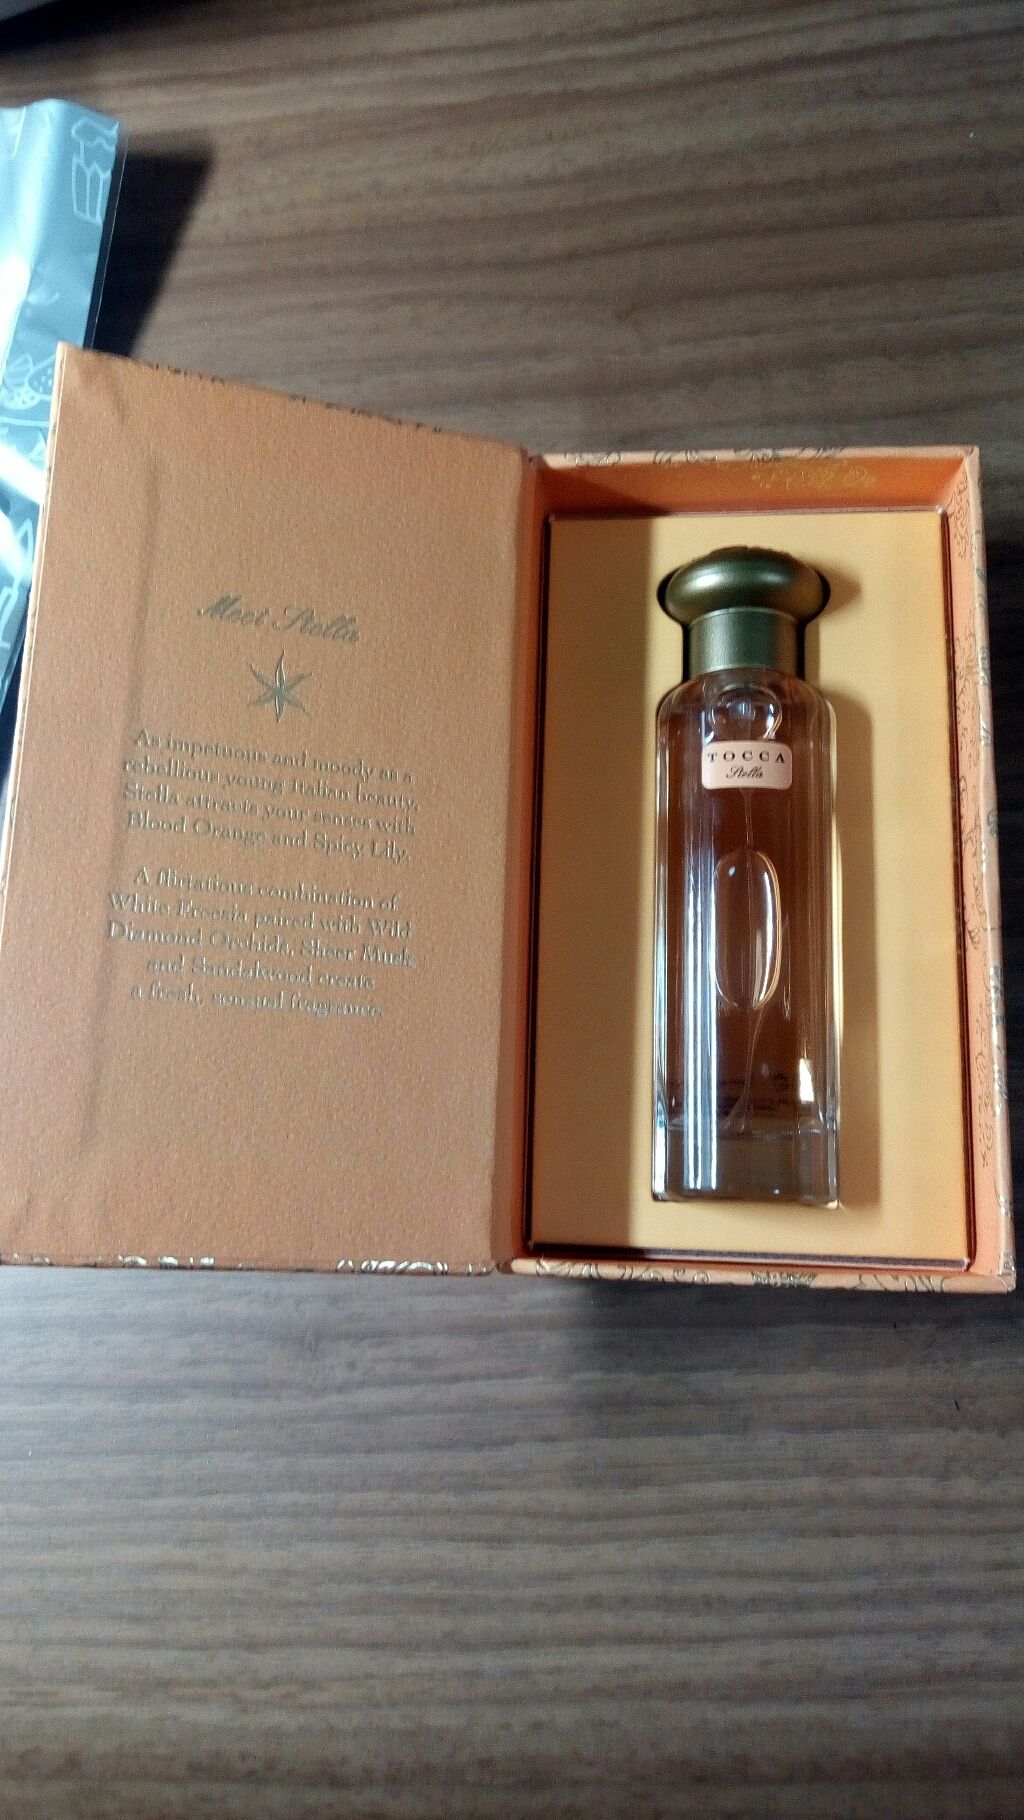 Meet Stella
As impetuous and moody as a
rebellious young Italian beauty,
Stella attracts your senses with
Blood Orange and Spicy Lily.
A flirtatious combination of
White Freesia paired with Wild
Diamond Orchids, Sheer Musk
and Sandalwood create
a fresh, sensual fragrance.
TOCCA
Stella